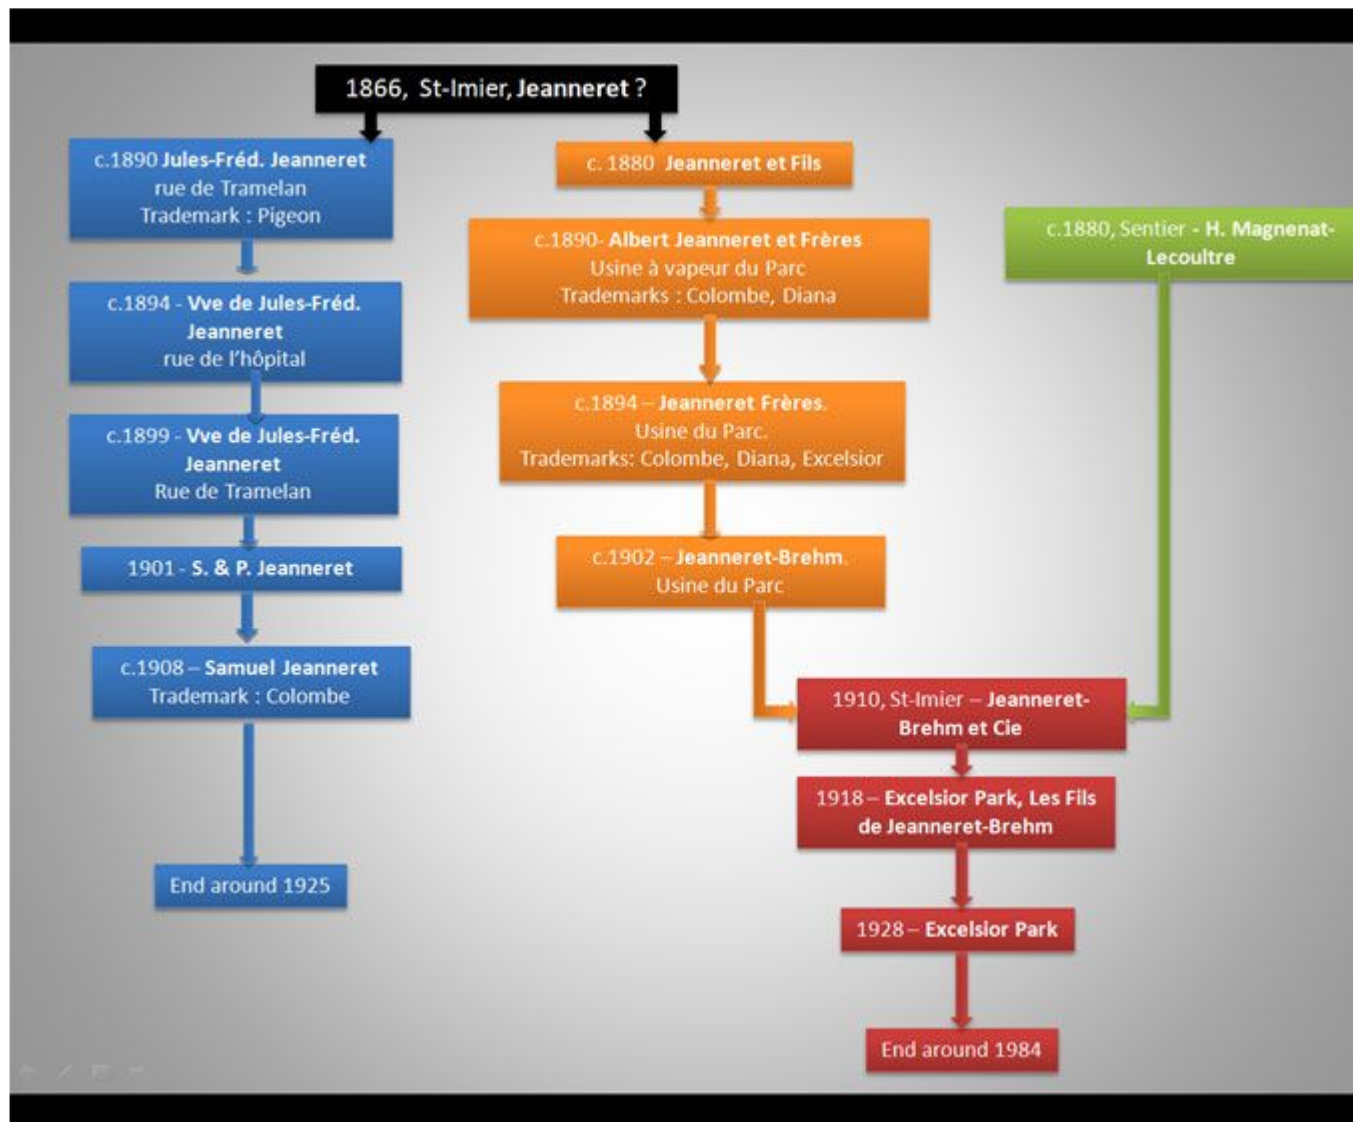 1866, St-Imier, Jeanneret ?
c.1890 Jules-Fréd. Jeanneret
rue de Tramelan
Trademark : Pigeon
c.1894 - Vve de Jules-Fréd.
Jeanneret
rue de l'hôpital
c.1899 - Vve de Jules-Fréd.
Jeanneret
Rue de Tramelan
1901 - S. & P. Jeanneret
c.1908 – Samuel Jeanneret
Trademark : Colombe
End around 1925
c. 1880 Jeanneret et Fils
c.1890- Albert Jeanneret et Frères
Usine à vapeur du Parc
Trademarks : Colombe, Diana
c.1894 – Jeanneret Frères.
Usine du Parc.
Trademarks: Colombe, Diana, Excelsior
c.1902 – Jeanneret-Brehm.
Usine du Parc
c.1880, Sentier - H. Magnenat-
Lecoultre
1910, St-Imier – Jeanneret-
Brehm et Cie
1918 – Excelsior Park, Les Fils
de Jeanneret-Brehm
1928 – Excelsior Park
End around 1984